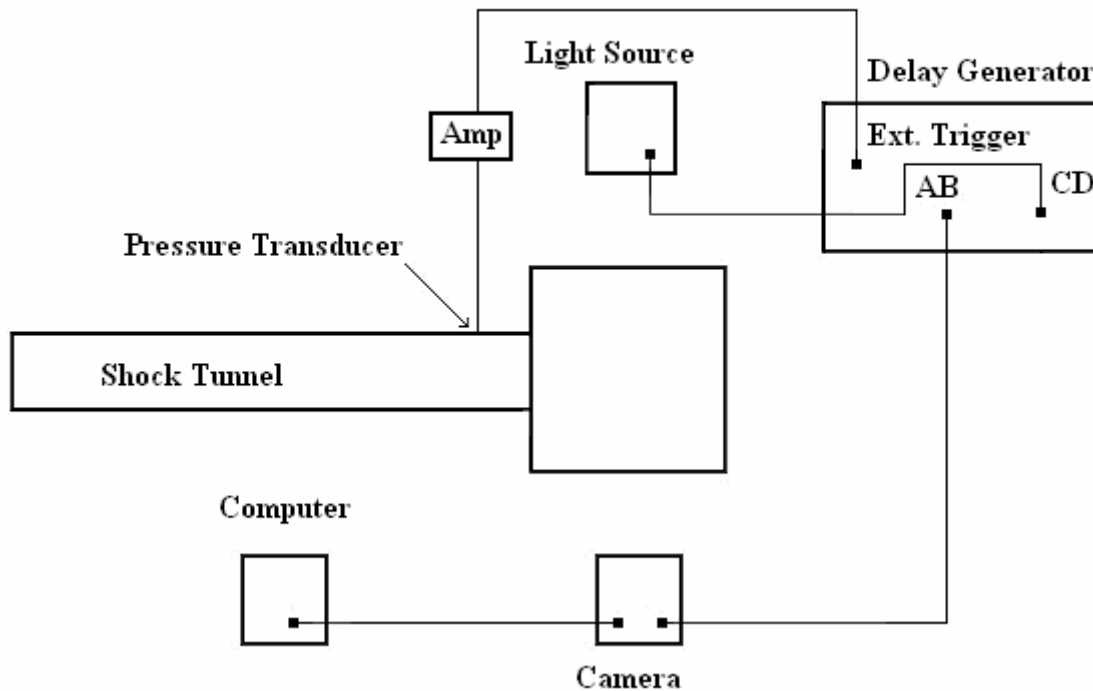 Light Source
Delay Generator
Amp
Ext. Trigger
AB
CD
Pressure Transducer
Shock Tunnel
Computer
Camera